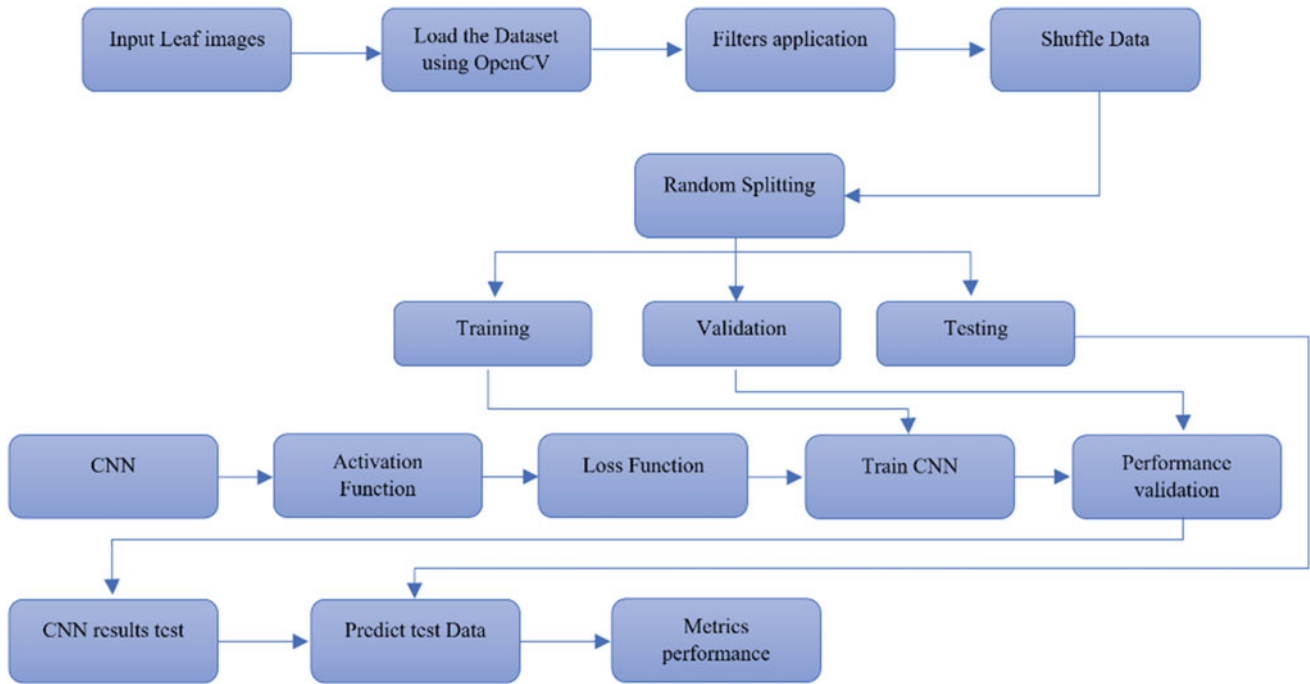 Input Leaf images
Load the Dataset
using OpenCV
Filters application
Shuffle Data
Random Splitting
Training
Validation
Testing
CNN
Activation
Function
Loss Function
Train CNN
Performance
validation
CNN results test
Predict test Data
Metrics
performance